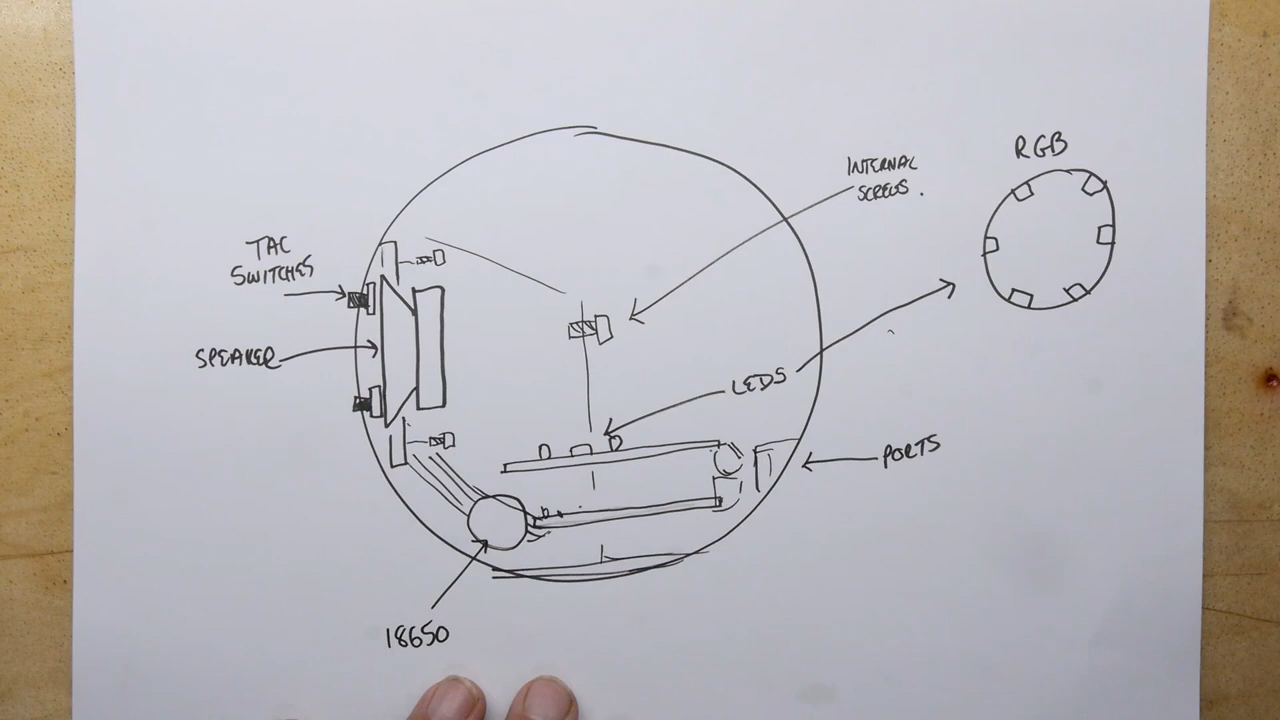 RGB
INTERNAL
SCREWS.
TAC
SWITCHES
SPEAKER
LEDS
PORTS
18650